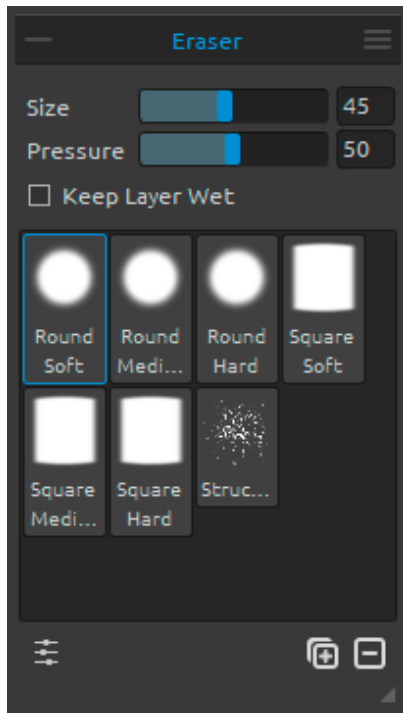 Eraser
Size 45
Pressure 50
Keep Layer Wet
Round Soft
Round Medi...
Round Hard
Square Soft
Square Medi...
Square Hard
Struc...